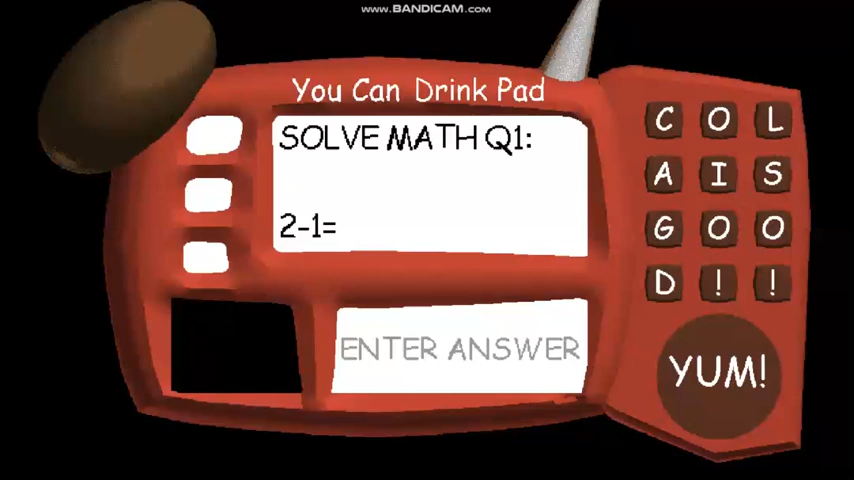 WWW.BANDICAM.COM
You Can Drink Pad
SOLVE MATH Q1:
2-1=
ENTER ANSWER
C O L
A I S
G O O
D ! !
YUM!